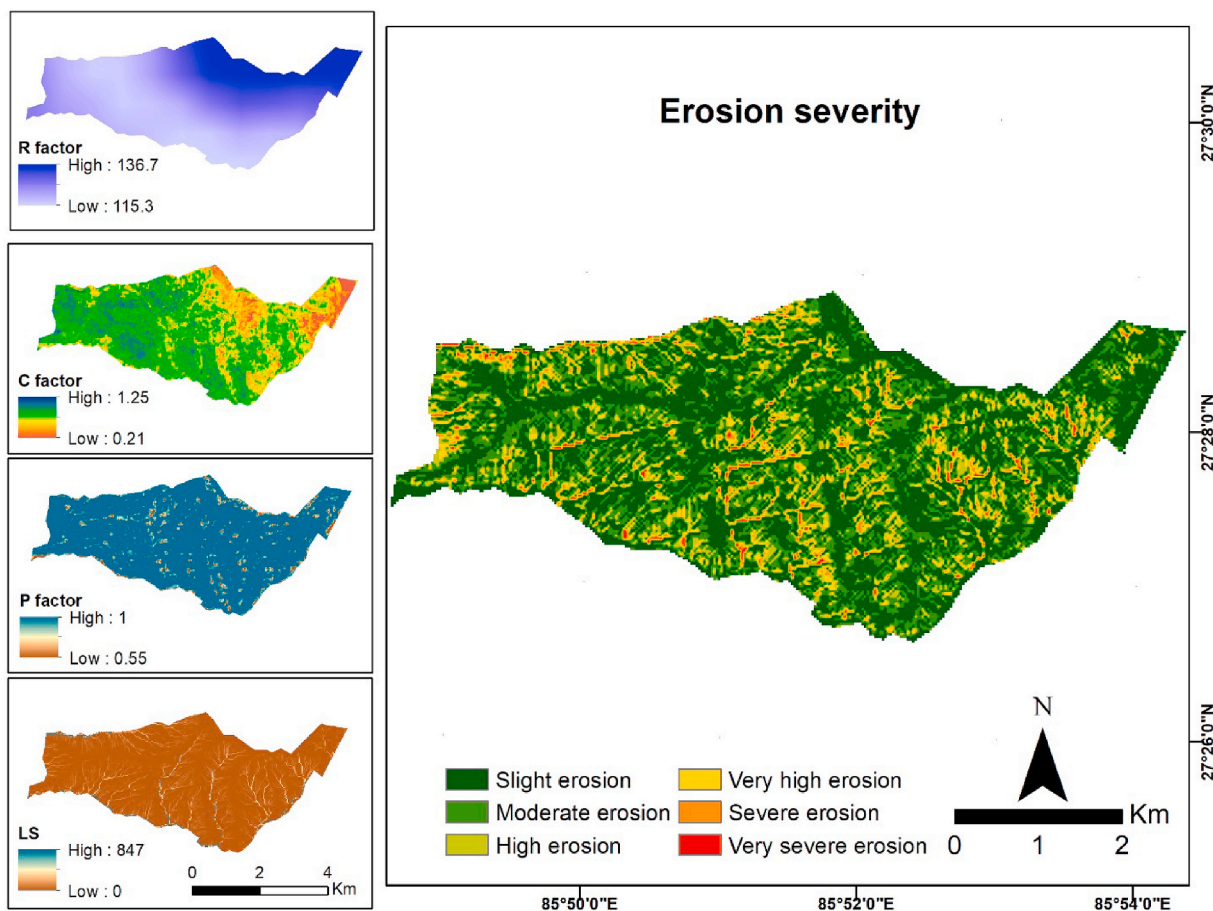 R factor
High : 136.7
Low : 115.3
C factor
High : 1.25
Low : 0.21
P factor
High : 1
Low : 0.55
LS
High : 847
Low : 0
0 2 4
Km
Erosion severity
Slight erosion
Moderate erosion
High erosion
Very high erosion
Severe erosion
Very severe erosion
N
Km
0 1 2
27°30'0"N
27°28'0"N
27°26'0"N
85°50'0"E 85°52'0"E 85°54'0"E